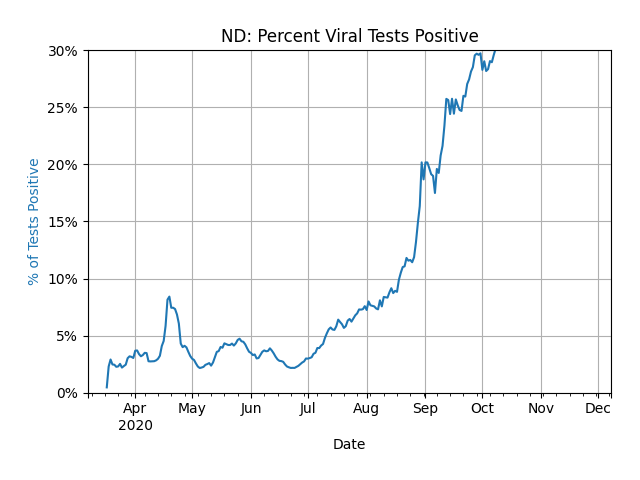 ND: Percent Viral Tests Positive
30%
25%
20%
15%
10%
5%
0%
% of Tests Positive
Apr May Jun Jul Aug Sep Oct Nov Dec
2020
Date